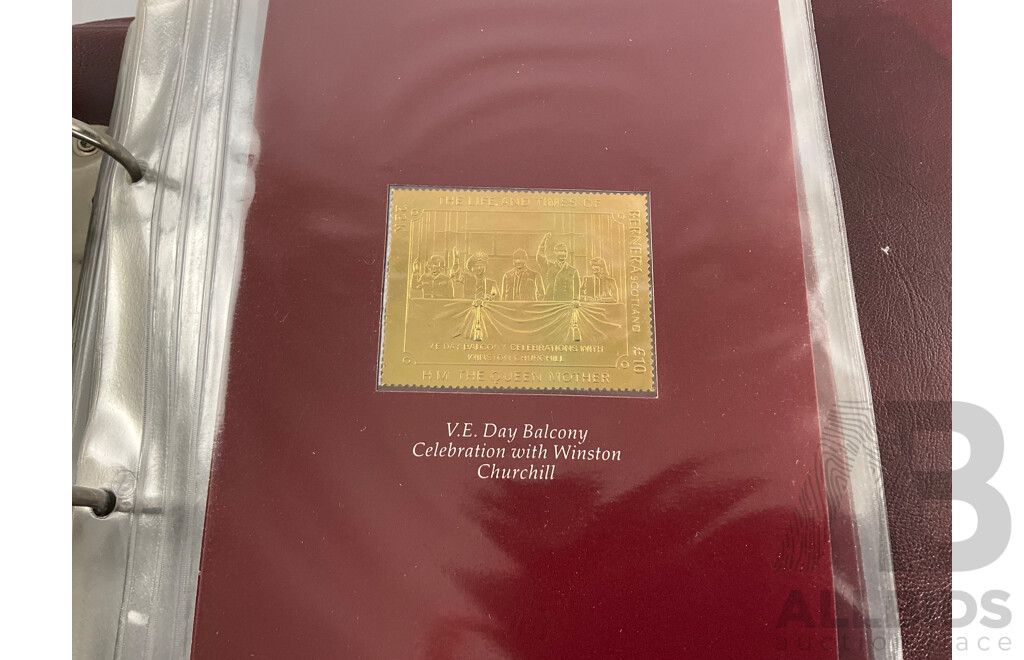 THE LIFE AND TIMES OF
BERNERA SCOTLAND £10
V.E. DAY BALCONY CELEBRATIONS WITH
WINSTON CHURCHILL
H.M. THE QUEEN MOTHER
V.E. Day Balcony
Celebration with Winston
Churchill
B
ALLBIDS